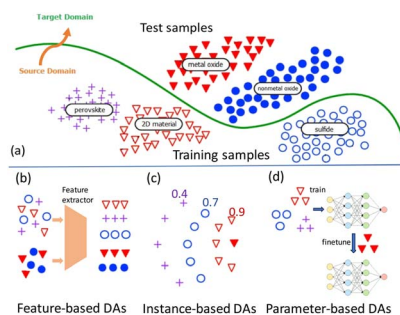 Target Domain
Test samples
Source Domain
metal oxide
nonmetal oxide
perovskite
2D material
sulfide
(a)
Training samples
(b)
Feature
extractor
Feature-based DAs
(c)
0.4
0.7
0.9
Instance-based DAs
(d)
train
finetune
Parameter-based DAs